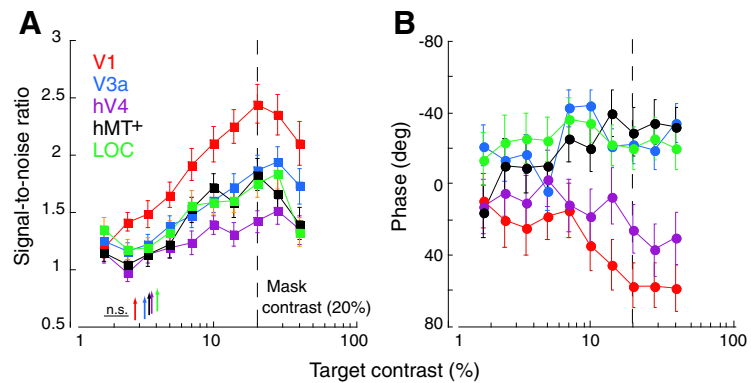 A
B
V1
V3a
hV4
hMT+
LOC
Signal-to-noise ratio
3
2.5
2
1.5
1
0.5
n.s.
Mask
contrast (20%)
1
10
100
Phase (deg)
-80
-40
0
40
80
1
10
100
Target contrast (%)